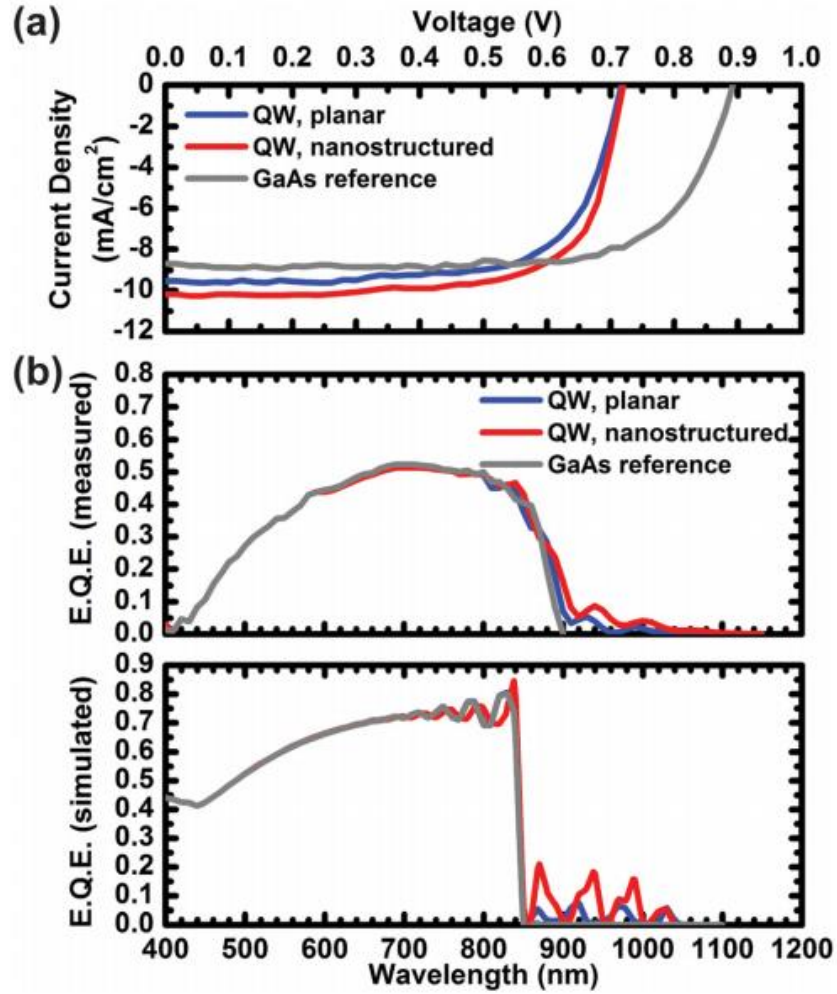 (a)
Voltage (V)
0.0 0.1 0.2 0.3 0.4 0.5 0.6 0.7 0.8 0.9 1.0
Current Density
(mA/cm²)
0
-2
-4
-6
-8
-10
-12
QW, planar
QW, nanostructured
GaAs reference
(b)
E.Q.E. (measured)
0.8
0.7
0.6
0.5
0.4
0.3
0.2
0.1
0.0
QW, planar
QW, nanostructured
GaAs reference
E.Q.E. (simulated)
0.9
0.8
0.7
0.6
0.5
0.4
0.3
0.2
0.1
0.0
400 500 600 700 800 900 1000 1100 1200
Wavelength (nm)